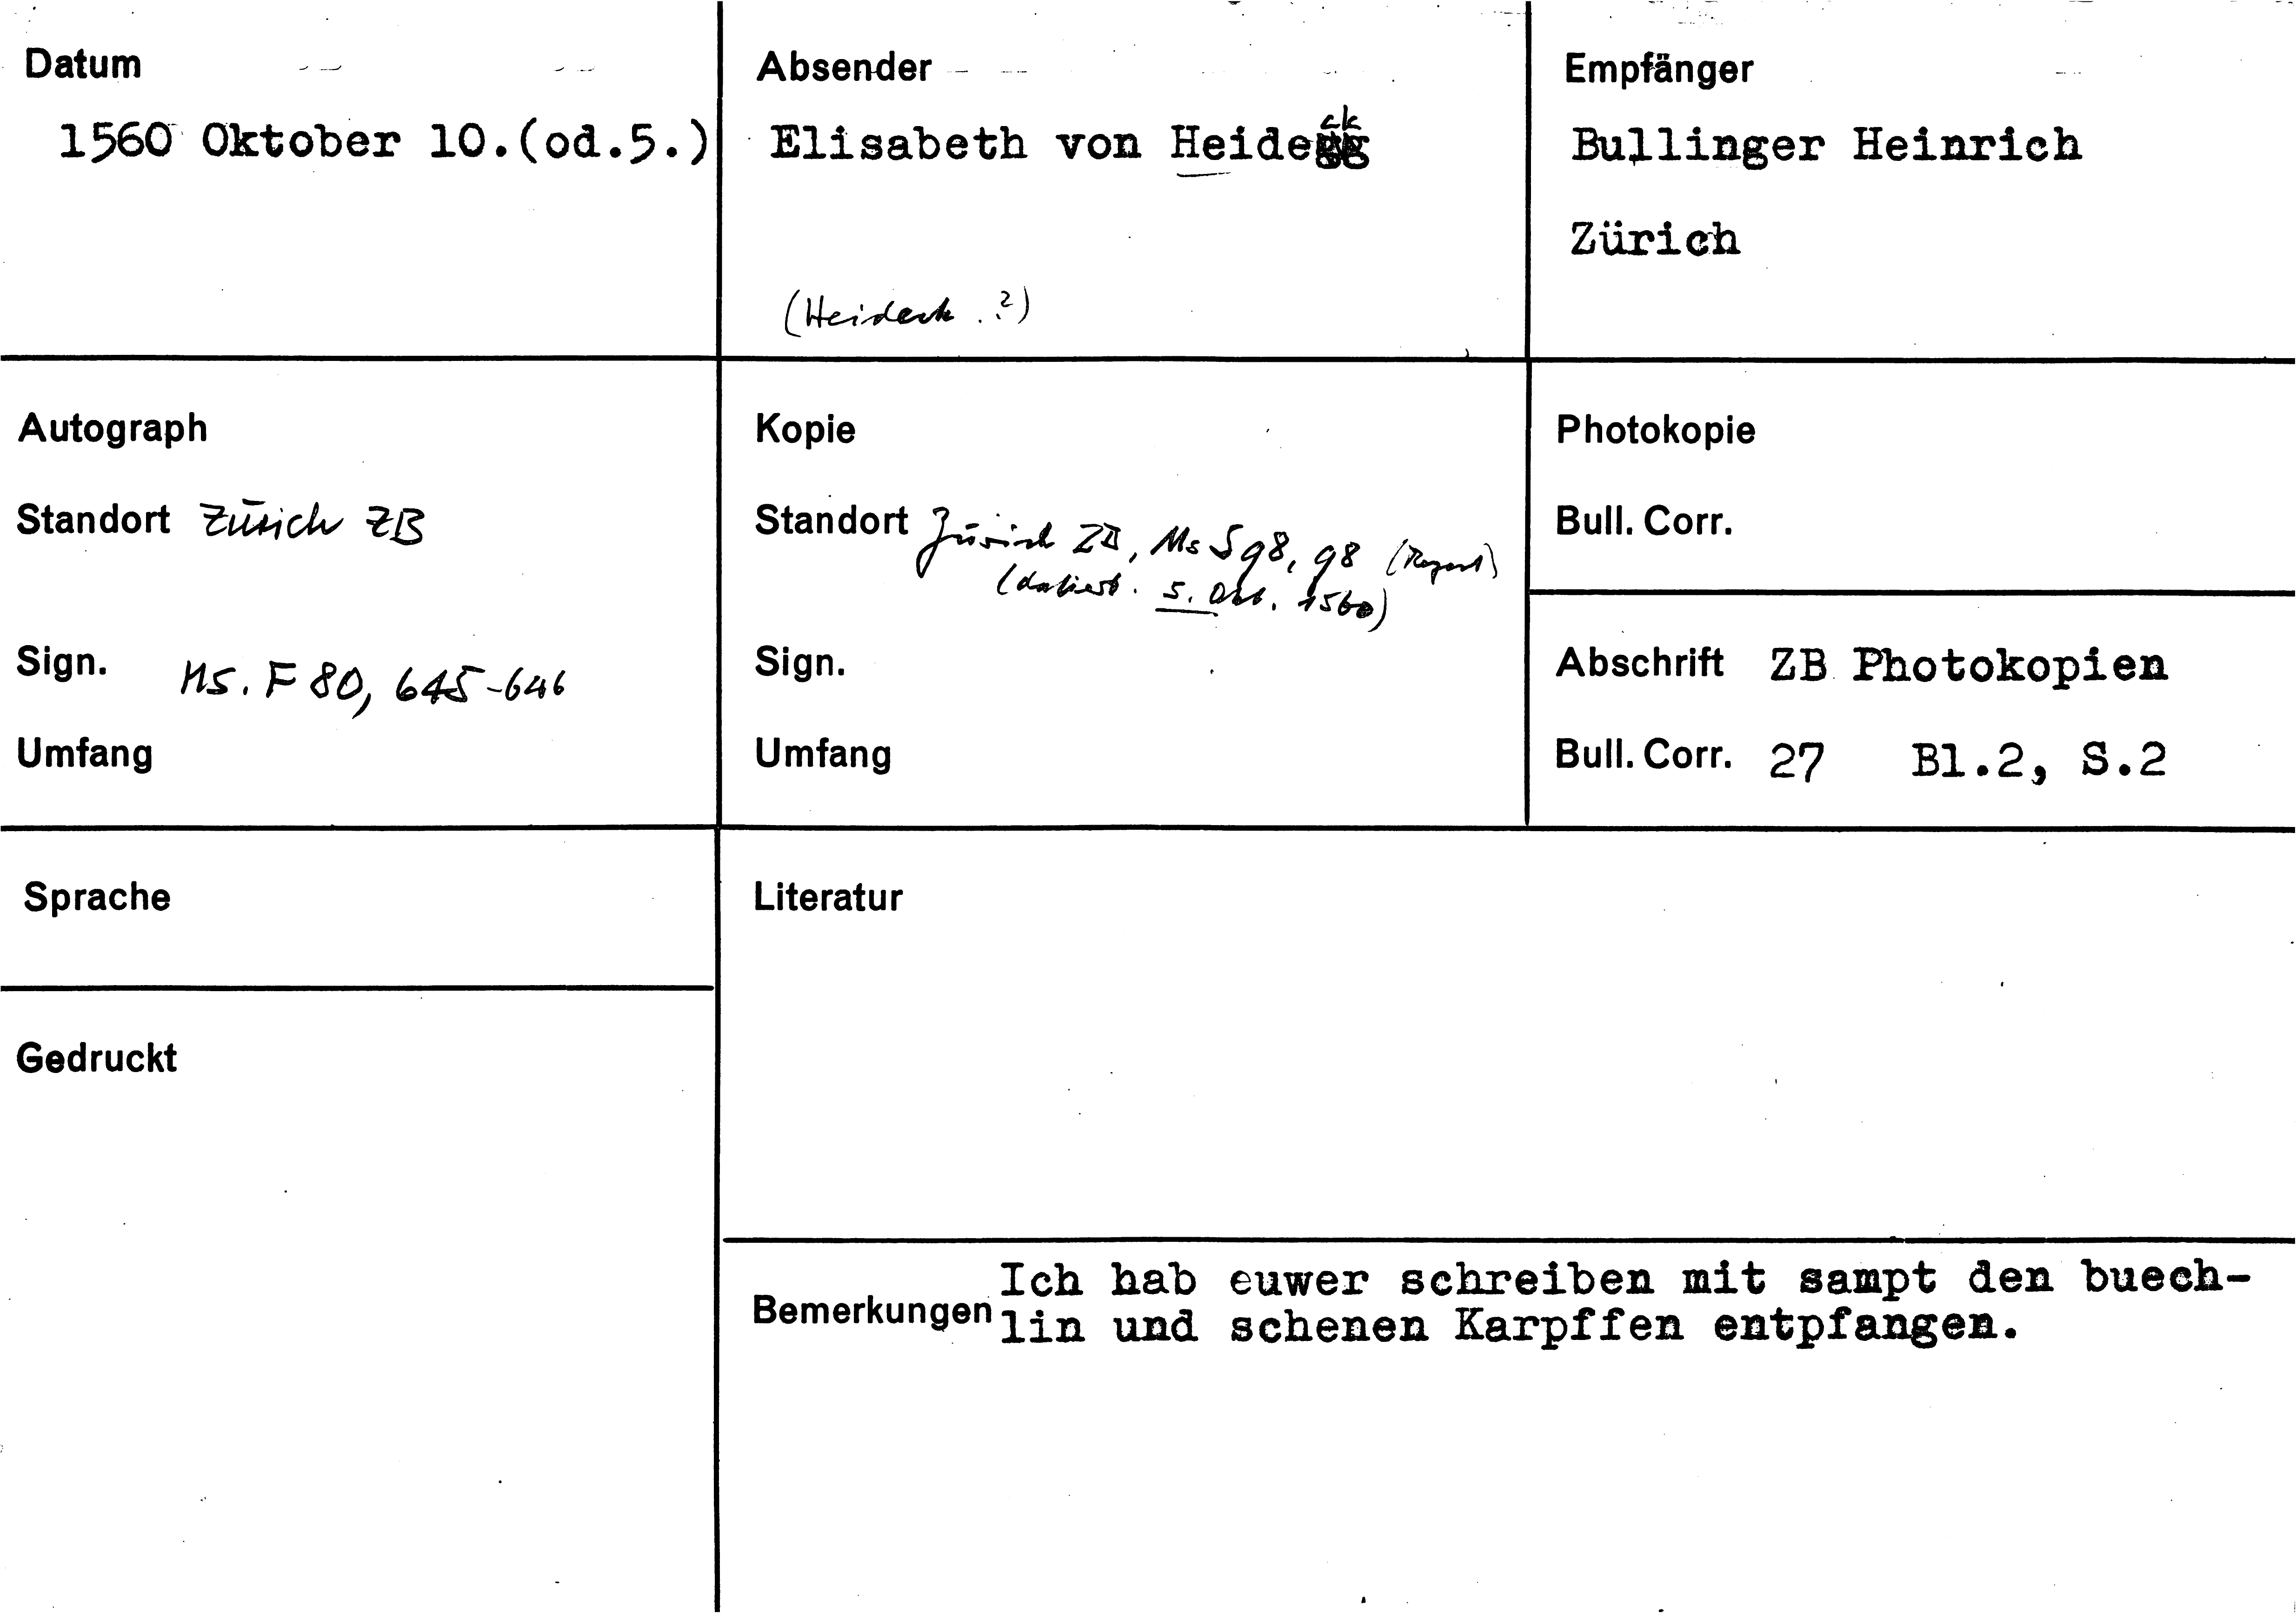 Datum
1560 Oktober 10.(od.5.)
Absender
Elisabeth von Heidegg
ck
(Heideck .?)
Empfänger
Bullinger Heinrich
Zürich
Autograph
Standort Zürich ZB
Sign. Ms. F 80, 645-646
Umfang
Kopie
Standort Zürich ZB, Ms S 98, 98 (Regest)
(datiert. 5. Okt. 1560)
Sign.
Umfang
Photokopie
Bull. Corr.
Abschrift ZB Photokopien
Bull. Corr. 27 Bl.2, S.2
Sprache
Gedruckt
Literatur
Bemerkungen
Ich hab euwer schreiben mit sampt den buech-
lin und schenen Karpffen entpfangen.